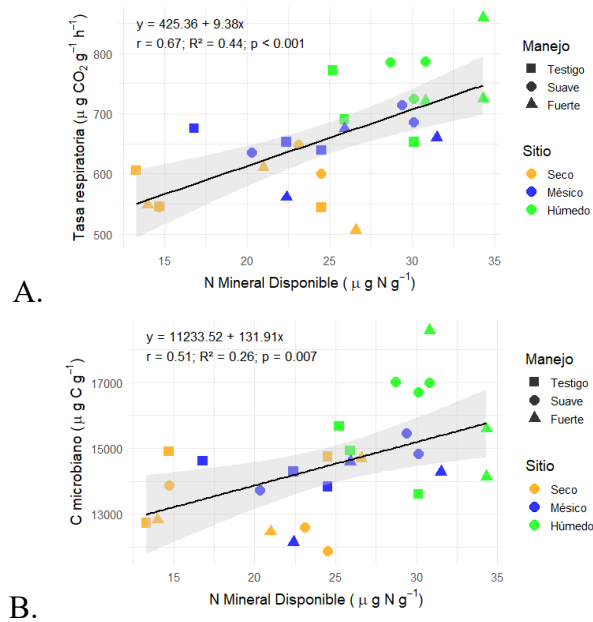 y = 425.36 + 9.38x
r = 0.67; R² = 0.44; p < 0.001
Tasa respiratoria (μ g CO₂ g⁻¹ h⁻¹)
800
700
600
500
15 20 25 30 35
N Mineral Disponible ( μ g N g⁻¹)
Manejo
Testigo
Suave
Fuerte
Sitio
Seco
Mésico
Húmedo
A.
y = 11233.52 + 131.91x
r = 0.51; R² = 0.26; p = 0.007
C microbiano (μ g C g⁻¹)
17000
15000
13000
15 20 25 30 35
N Mineral Disponible ( μ g N g⁻¹)
Manejo
Testigo
Suave
Fuerte
Sitio
Seco
Mésico
Húmedo
B.